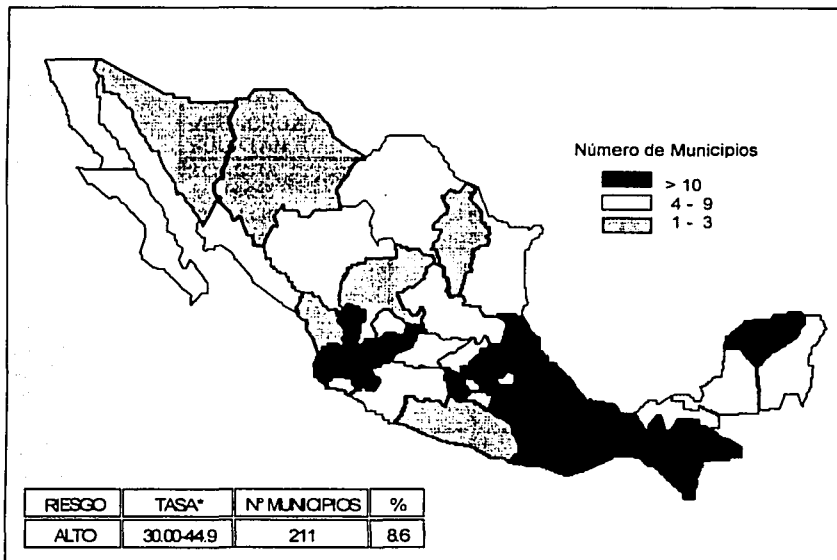 Número de Municipios
> 10
4 - 9
1 - 3
RIESGO TASA* Nº MUNICIPIOS %
ALTO 30.00-44.9 211 8.6